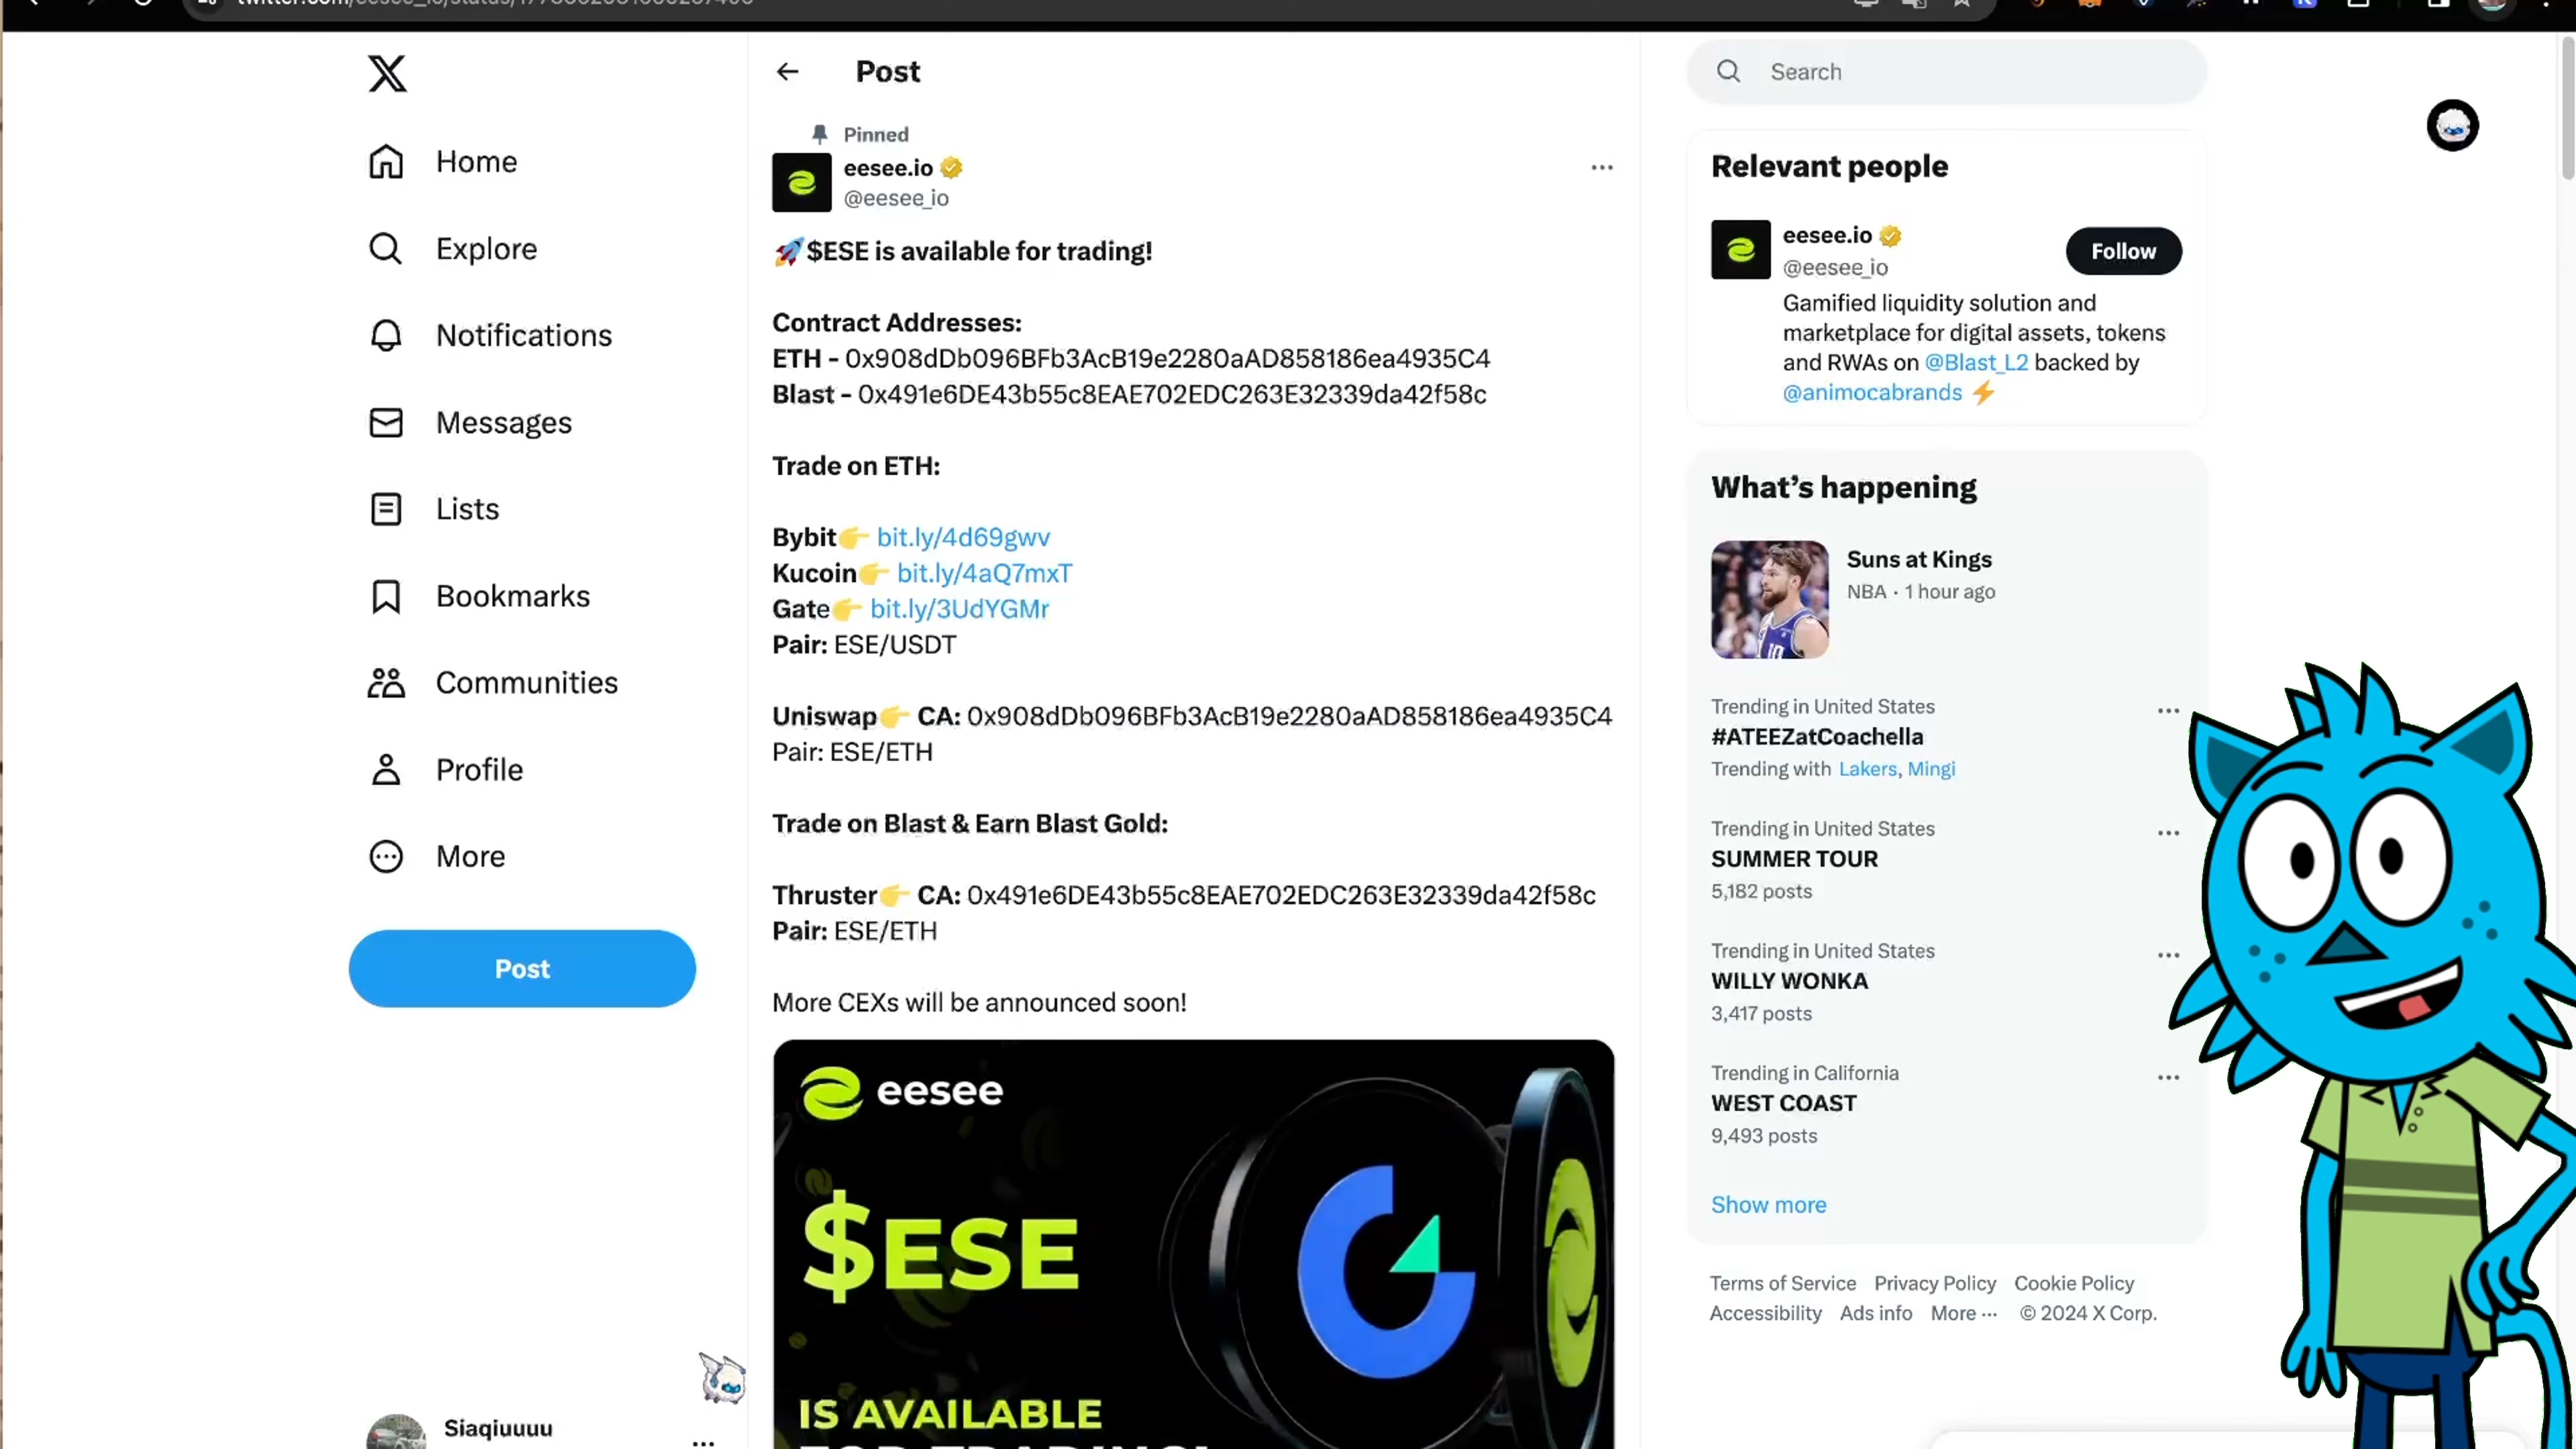 Home
Explore
Notifications
Messages
Lists
Bookmarks
Communities
Profile
More
Post
Siaqiuuuu
Post
Pinned
eesee.io
@eesee_io
🚀$ESE is available for trading!
Contract Addresses:
ETH - 0x908dDb096BFb3AcB19e2280aAD858186ea4935C4
Blast - 0x491e6DE43b55c8EAE702EDC263E32339da42f58c
Trade on ETH:
Bybit👉 bit.ly/4d69gwv
Kucoin👉 bit.ly/4aQ7mxT
Gate👉 bit.ly/3UdYGMr
Pair: ESE/USDT
Uniswap👉 CA: 0x908dDb096BFb3AcB19e2280aAD858186ea4935C4
Pair: ESE/ETH
Trade on Blast & Earn Blast Gold:
Thruster👉 CA: 0x491e6DE43b55c8EAE702EDC263E32339da42f58c
Pair: ESE/ETH
More CEXs will be announced soon!
eesee
$ESE
IS AVAILABLE
Search
Relevant people
eesee.io
@eesee_io
Follow
Gamified liquidity solution and
marketplace for digital assets, tokens
and RWAs on @Blast_L2 backed by
@animocabrands ⚡
What's happening
Suns at Kings
NBA · 1 hour ago
Trending in United States
#ATEEZatCoachella
Trending with Lakers, Mingi
Trending in United States
SUMMER TOUR
5,182 posts
Trending in United States
WILLY WONKA
3,417 posts
Trending in California
WEST COAST
9,493 posts
Show more
Terms of Service Privacy Policy Cookie Policy
Accessibility Ads info More ··· © 2024 X Corp.